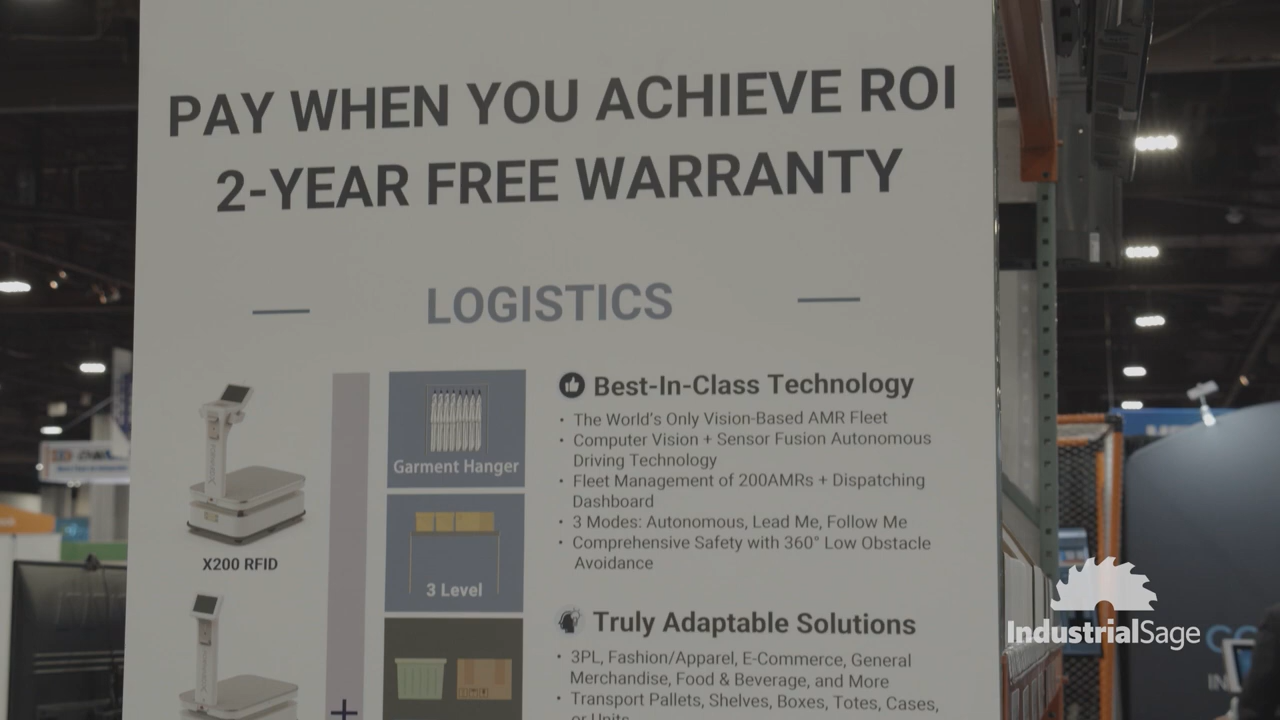 PAY WHEN YOU ACHIEVE ROI
2-YEAR FREE WARRANTY
LOGISTICS
X200 RFID
Garment Hanger
3 Level
Best-In-Class Technology
• The World's Only Vision-Based AMR Fleet
• Computer Vision + Sensor Fusion Autonomous
Driving Technology
• Fleet Management of 200AMRs + Dispatching
Dashboard
• 3 Modes: Autonomous, Lead Me, Follow Me
• Comprehensive Safety with 360° Low Obstacle
Avoidance
Truly Adaptable Solutions
• 3PL, Fashion/Apparel, E-Commerce, General
Merchandise, Food & Beverage, and More
• Transport Pallets, Shelves, Boxes, Totes, Cases,
or Units
+
IndustrialSage